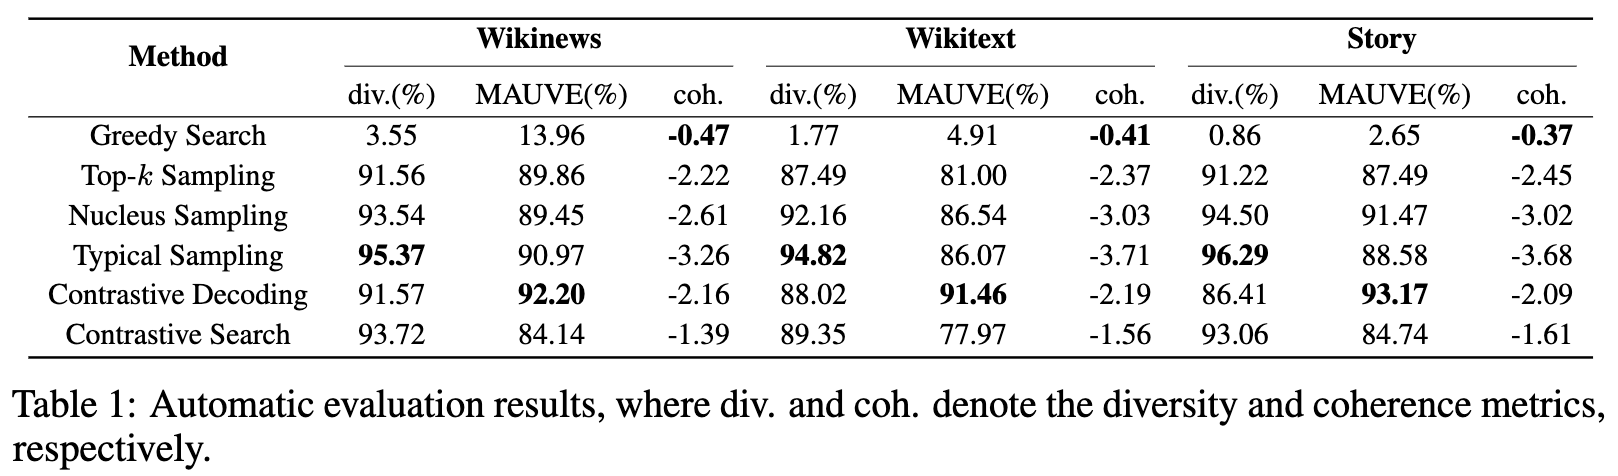 Method Wikinews Wikitext Story
div.(%) MAUVE(%) coh. div.(%) MAUVE(%) coh. div.(%) MAUVE(%) coh.
Greedy Search 3.55 13.96 -0.47 1.77 4.91 -0.41 0.86 2.65 -0.37
Top-k Sampling 91.56 89.86 -2.22 87.49 81.00 -2.37 91.22 87.49 -2.45
Nucleus Sampling 93.54 89.45 -2.61 92.16 86.54 -3.03 94.50 91.47 -3.02
Typical Sampling 95.37 90.97 -3.26 94.82 86.07 -3.71 96.29 88.58 -3.68
Contrastive Decoding 91.57 92.20 -2.16 88.02 91.46 -2.19 86.41 93.17 -2.09
Contrastive Search 93.72 84.14 -1.39 89.35 77.97 -1.56 93.06 84.74 -1.61
Table 1: Automatic evaluation results, where div. and coh. denote the diversity and coherence metrics,
respectively.